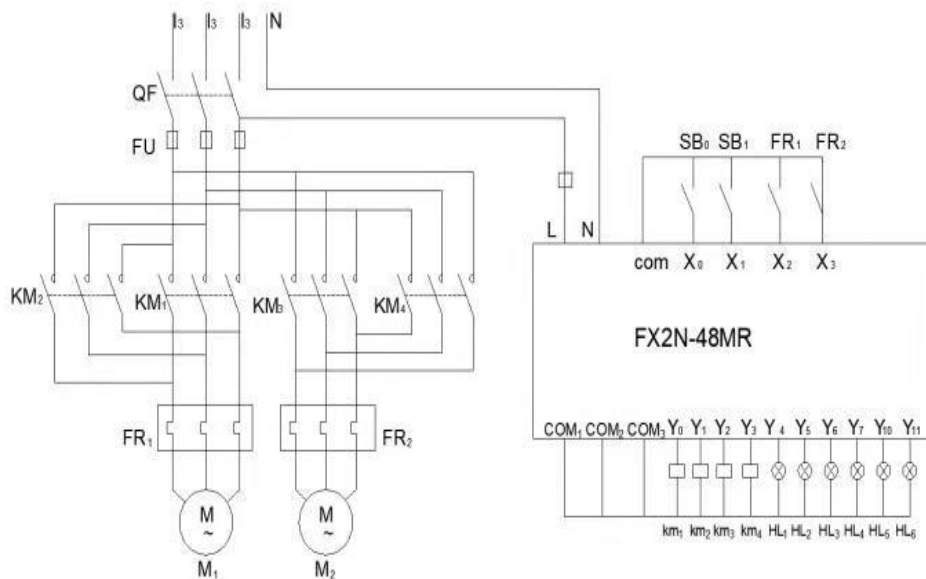 l₃ l₃ l₃ N
QF
FU
SB₀ SB₁ FR₁ FR₂
L N
com X₀ X₁ X₂ X₃
KM₂ KM₁ KM₃ KM₄
FX2N-48MR
COM₁ COM₂ COM₃ Y₀ Y₁ Y₂ Y₃ Y₄ Y₅ Y₆ Y₇ Y₁₀ Y₁₁
FR₁ FR₂
M M
~ ~
km₁ km₂ km₃ km₄ HL₁ HL₂ HL₃ HL₄ HL₅ HL₆
M₁ M₂